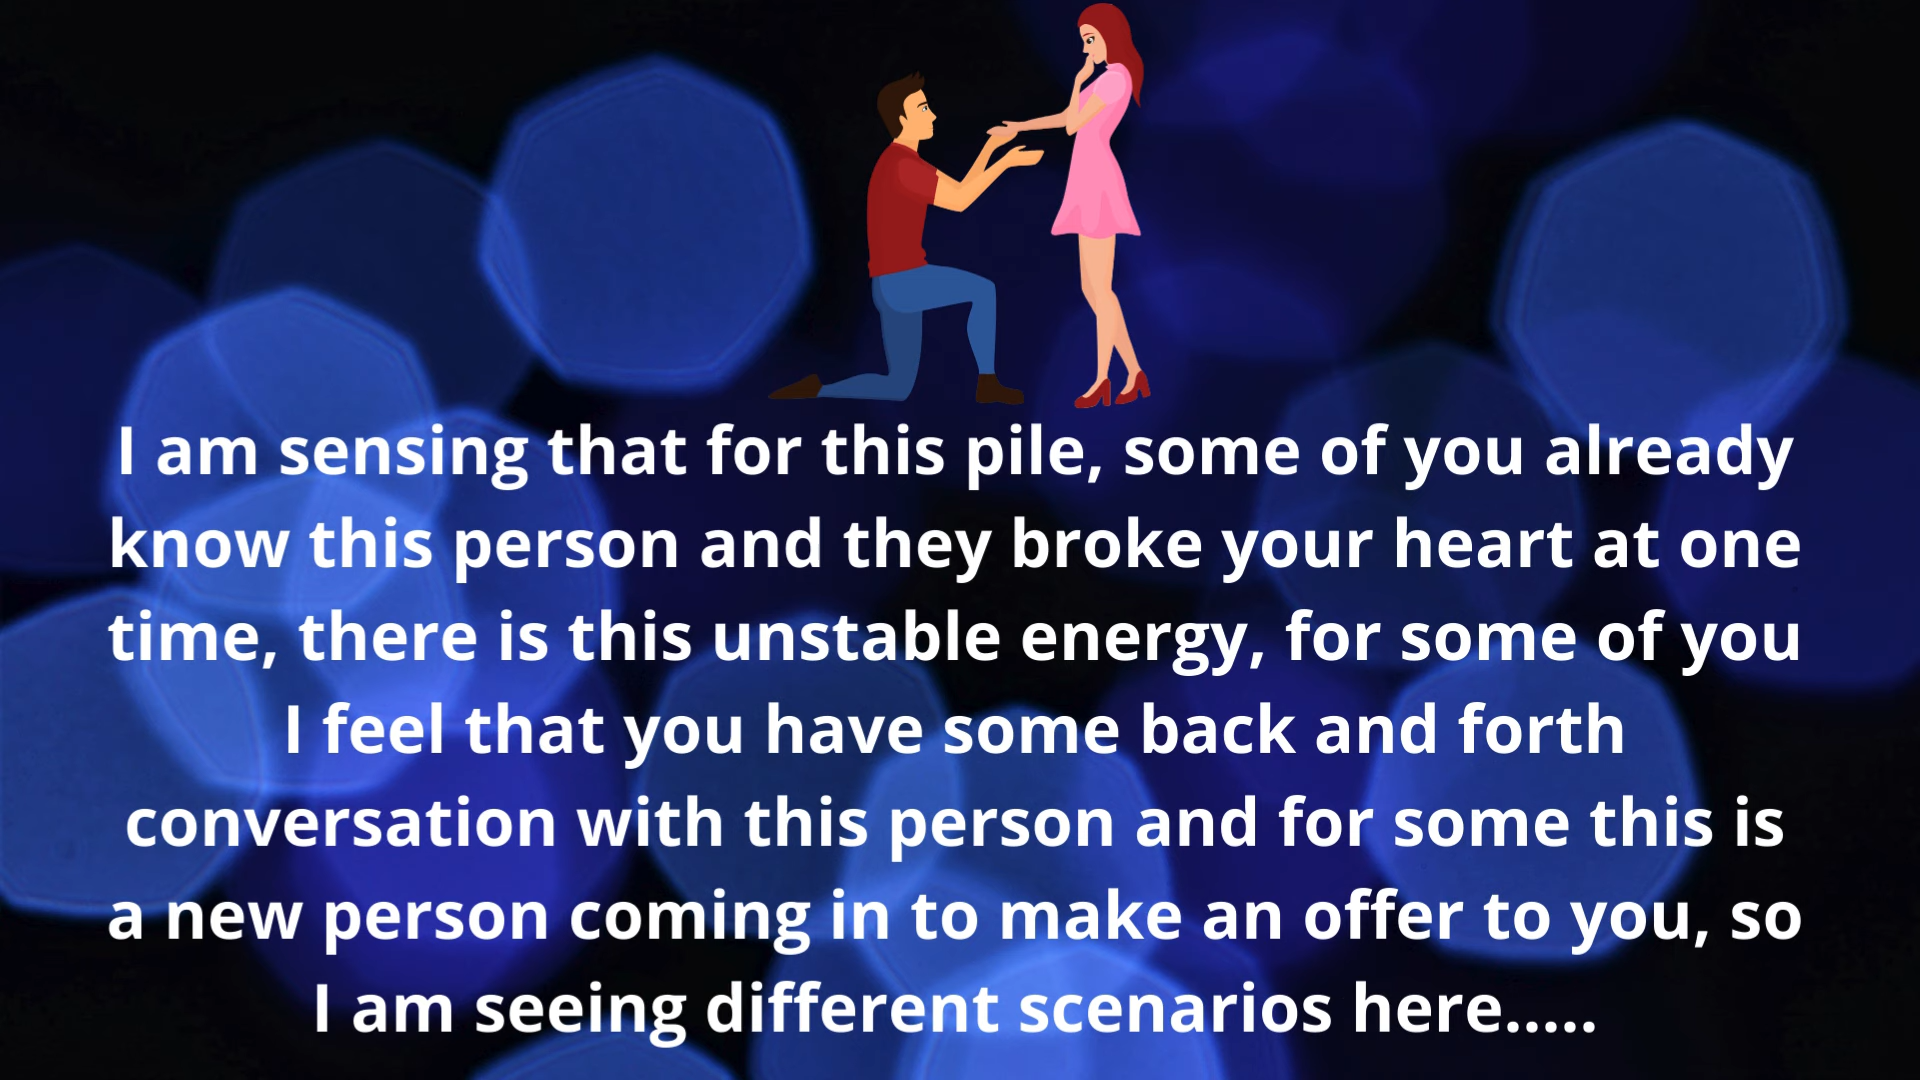 I am sensing that for this pile, some of you already
know this person and they broke your heart at one
time, there is this unstable energy, for some of you
I feel that you have some back and forth
conversation with this person and for some this is
a new person coming in to make an offer to you, so
I am seeing different scenarios here.....